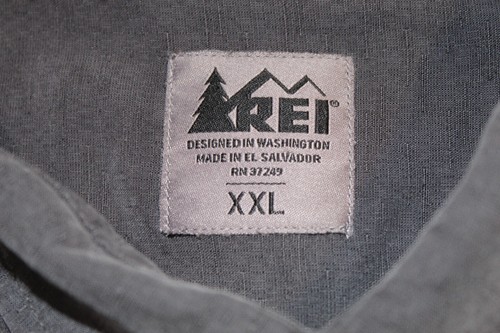 REI®
DESIGNED IN WASHINGTON
MADE IN EL SALVADOR
RN 37249
XXL